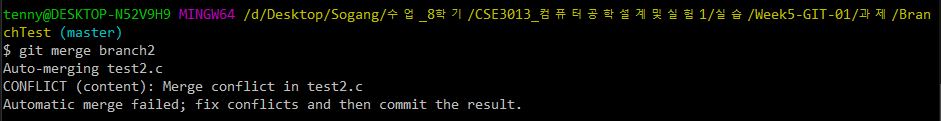 tenny@DESKTOP-N52V9H9 MINGW64 /d/Desktop/Sogang/수업_8학기/CSE3013_컴퓨터공학설계및실험1/실습/Week5-GIT-01/과제/Bran
chTest (master)
$ git merge branch2
Auto-merging test2.c
CONFLICT (content): Merge conflict in test2.c
Automatic merge failed; fix conflicts and then commit the result.